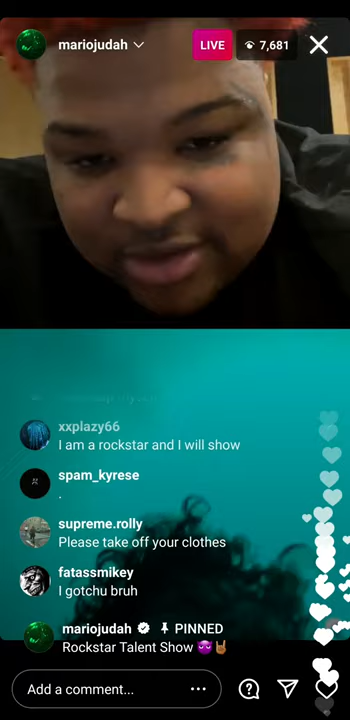 mariojudah
LIVE
7,681
xxplazy66
I am a rockstar and I will show
spam_kyrese
.
supreme.rolly
Please take off your clothes
fatassmikey
I gotchu bruh
mariojudah PINNED
Rockstar Talent Show 😈🤘🏽
Add a comment...